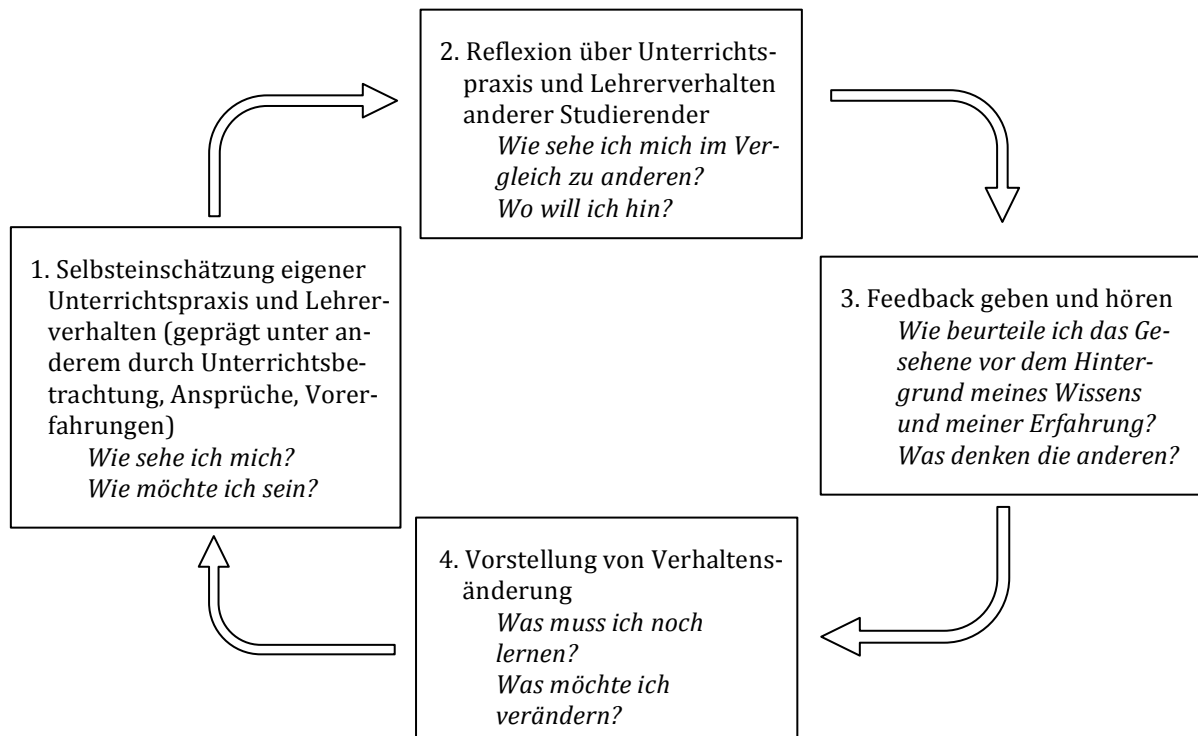 2. Reflexion über Unterrichts-
praxis und Lehrerverhalten
anderer Studierender
Wie sehe ich mich im Ver-
gleich zu anderen?
Wo will ich hin?
1. Selbsteinschätzung eigener
Unterrichtspraxis und Lehrer-
verhalten (geprägt unter an-
derem durch Unterrichtsbe-
trachtung, Ansprüche, Vorer-
fahrungen)
Wie sehe ich mich?
Wie möchte ich sein?
3. Feedback geben und hören
Wie beurteile ich das Ge-
sehene vor dem Hinter-
grund meines Wissens
und meiner Erfahrung?
Was denken die anderen?
4. Vorstellung von Verhaltens-
änderung
Was muss ich noch
lernen?
Was möchte ich
verändern?